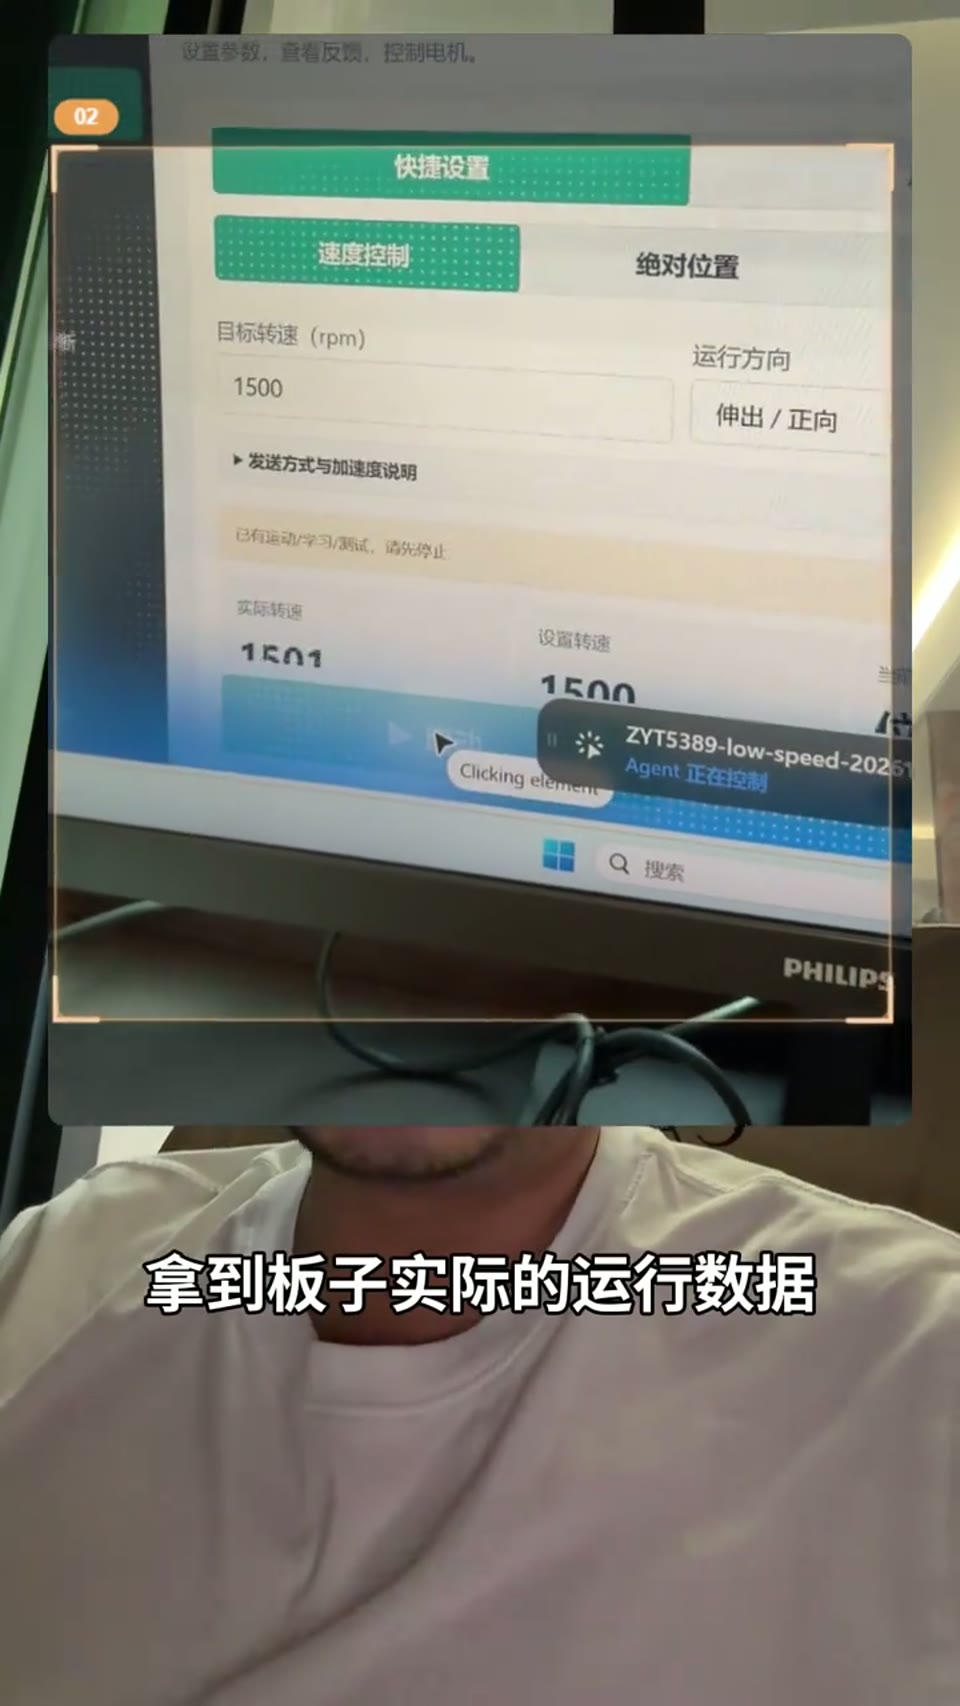 设置参数，查看反馈，控制电机。
02
快捷设置
速度控制
绝对位置
目标转速（rpm）
运行方向
1500
伸出 / 正向
▶ 发送方式与加速度说明
已有运动/学习/测试，请先停止
实际转速
设置转速
1501
1500
ZYT5389-low-speed-2026
Agent 正在控制
Clicking element
搜索
PHILIPS
拿到板子实际的运行数据